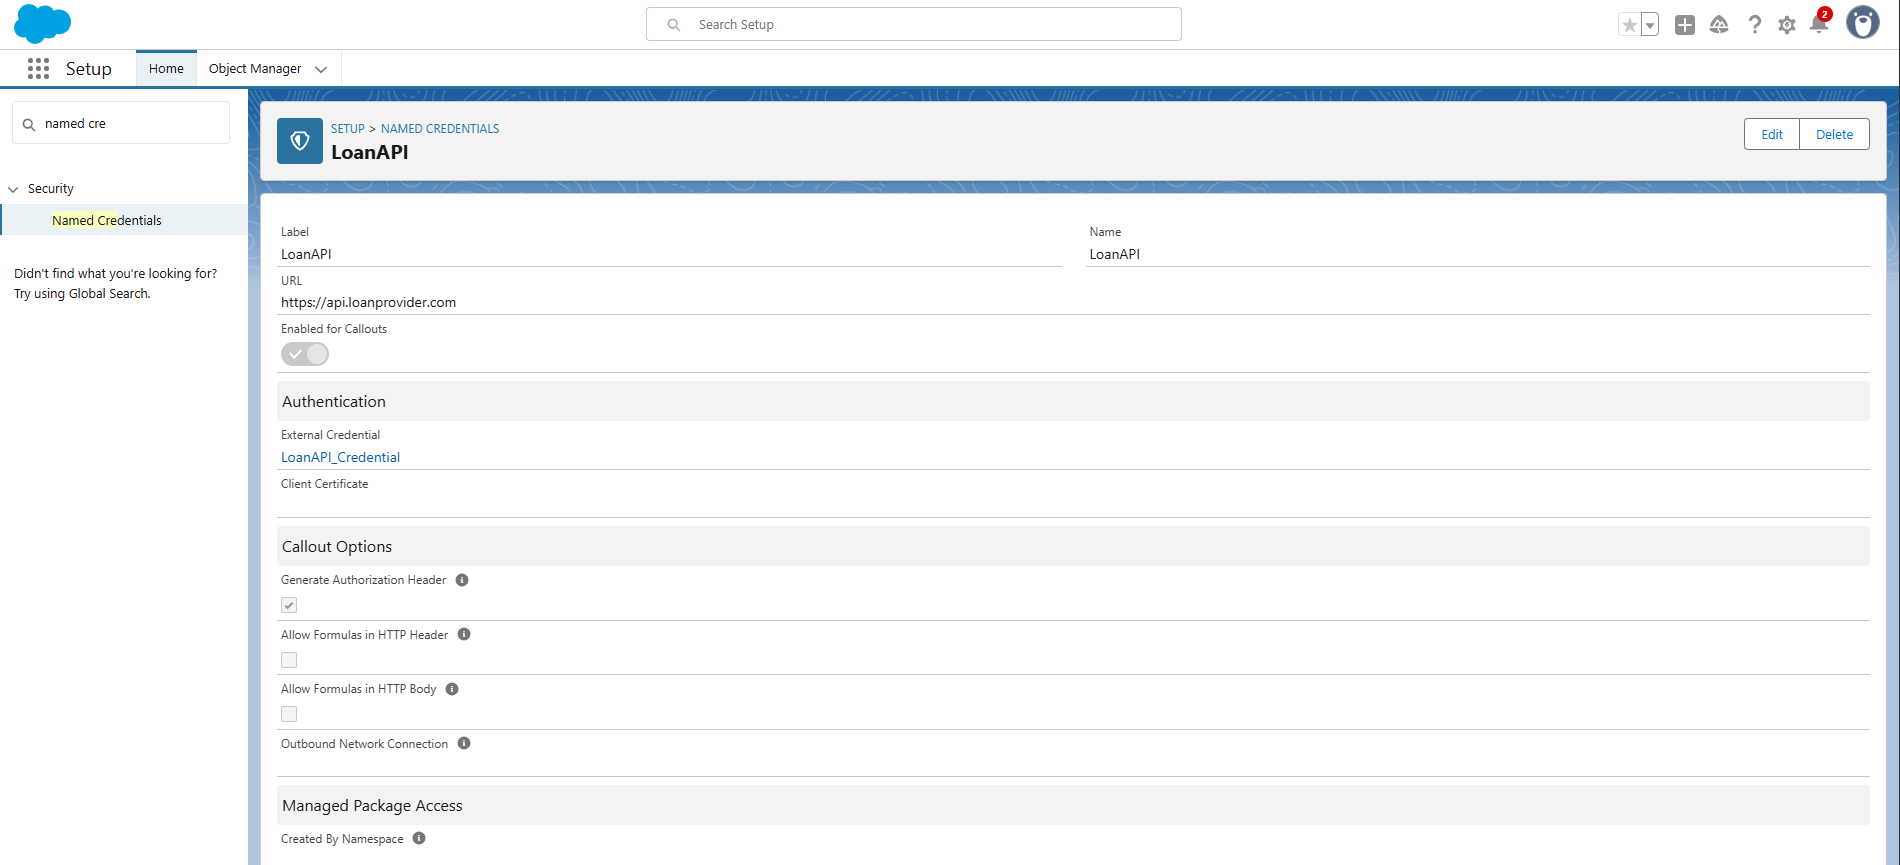 Search Setup
2
Setup
Home
Object Manager
named cre
Security
Named Credentials
Didn't find what you're looking for?
Try using Global Search.
SETUP > NAMED CREDENTIALS
LoanAPI
Edit
Delete
Label
LoanAPI
Name
LoanAPI
URL
https://api.loanprovider.com
Enabled for Callouts
Authentication
External Credential
LoanAPI_Credential
Client Certificate
Callout Options
Generate Authorization Header
Allow Formulas in HTTP Header
Allow Formulas in HTTP Body
Outbound Network Connection
Managed Package Access
Created By Namespace